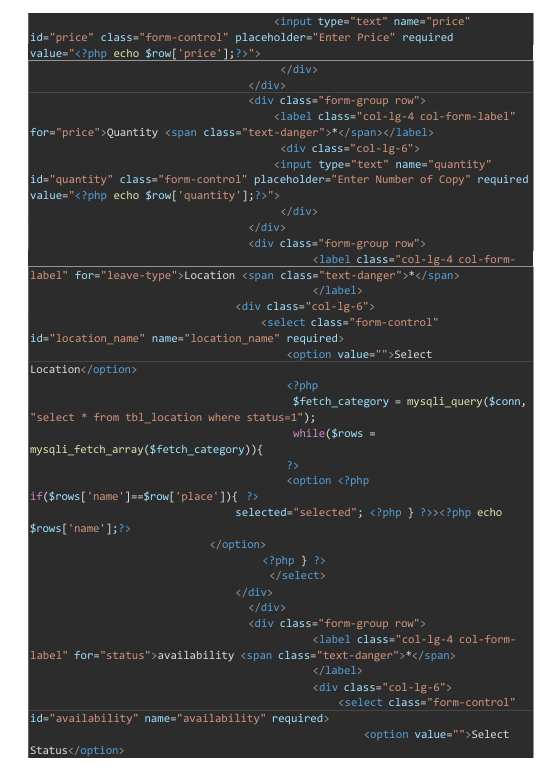 <input type="text" name="price"
id="price" class="form-control" placeholder="Enter Price" required
value="<?php echo $row['price'];?>">
</div>
</div>
<div class="form-group row">
<label class="col-lg-4 col-form-label"
for="price">Quantity <span class="text-danger">*</span></label>
<div class="col-lg-6">
<input type="text" name="quantity"
id="quantity" class="form-control" placeholder="Enter Number of Copy" required
value="<?php echo $row['quantity'];?>">
</div>
</div>
<div class="form-group row">
<label class="col-lg-4 col-form-
label" for="leave-type">Location <span class="text-danger">*</span>
</label>
<div class="col-lg-6">
<select class="form-control"
id="location_name" name="location_name" required>
<option value="">Select
Location</option>
<?php
$fetch_category = mysqli_query($conn,
"select * from tbl_location where status=1");
while($rows =
mysqli_fetch_array($fetch_category)){
?>
<option <?php
if($rows['name']==$row['place']){ ?>
selected="selected"; <?php } ?>><?php echo
$rows['name'];?>
</option>
<?php } ?>
</select>
</div>
</div>
<div class="form-group row">
<label class="col-lg-4 col-form-
label" for="status">availability <span class="text-danger">*</span>
</label>
<div class="col-lg-6">
<select class="form-control"
id="availability" name="availability" required>
<option value="">Select
Status</option>